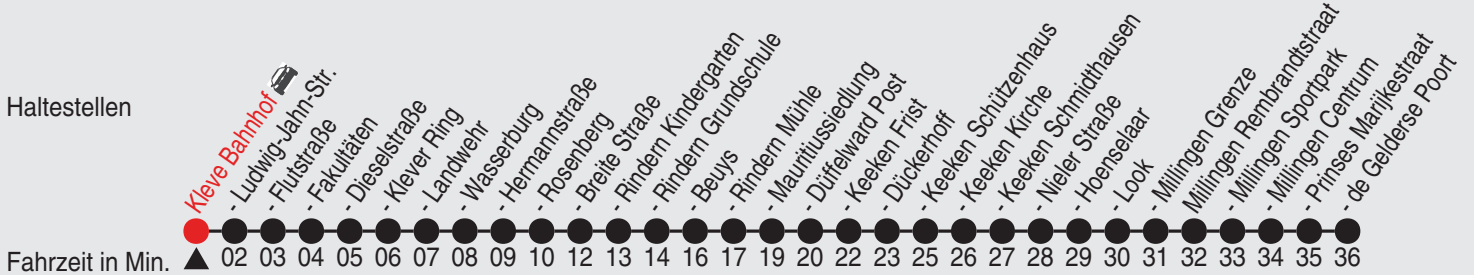 Haltestellen
Kleve Bahnhof
- Ludwig-Jahn-Str.
- Flutstraße
- Fakultäten
- Dieselstraße
- Klever Ring
- Landwehr
- Wasserburg
- Hermannstraße
- Rosenberg
- Breite Straße
- Rindern Kindergarten
- Rindern Grundschule
- Beuys
- Rindern Mühle
- Mauritiussiedlung
- Düffelward Post
- Keeken Frist
- Dückerhoff
- Keeken Schützenhaus
- Keeken Kirche
- Keeken Schmidthausen
- Nieler Straße
- Hoenselaar
- Look
- Millingen Grenze
Millingen Rembrandtstraat
- Millingen Sportpark
- Millingen Centrum
- Prinses Marijkestraat
- de Gelderse Poort
Fahrzeit in Min. 02 03 04 05 06 07 08 09 10 12 13 14 16 17 19 20 22 23 25 26 27 28 29 30 31 32 33 34 35 36